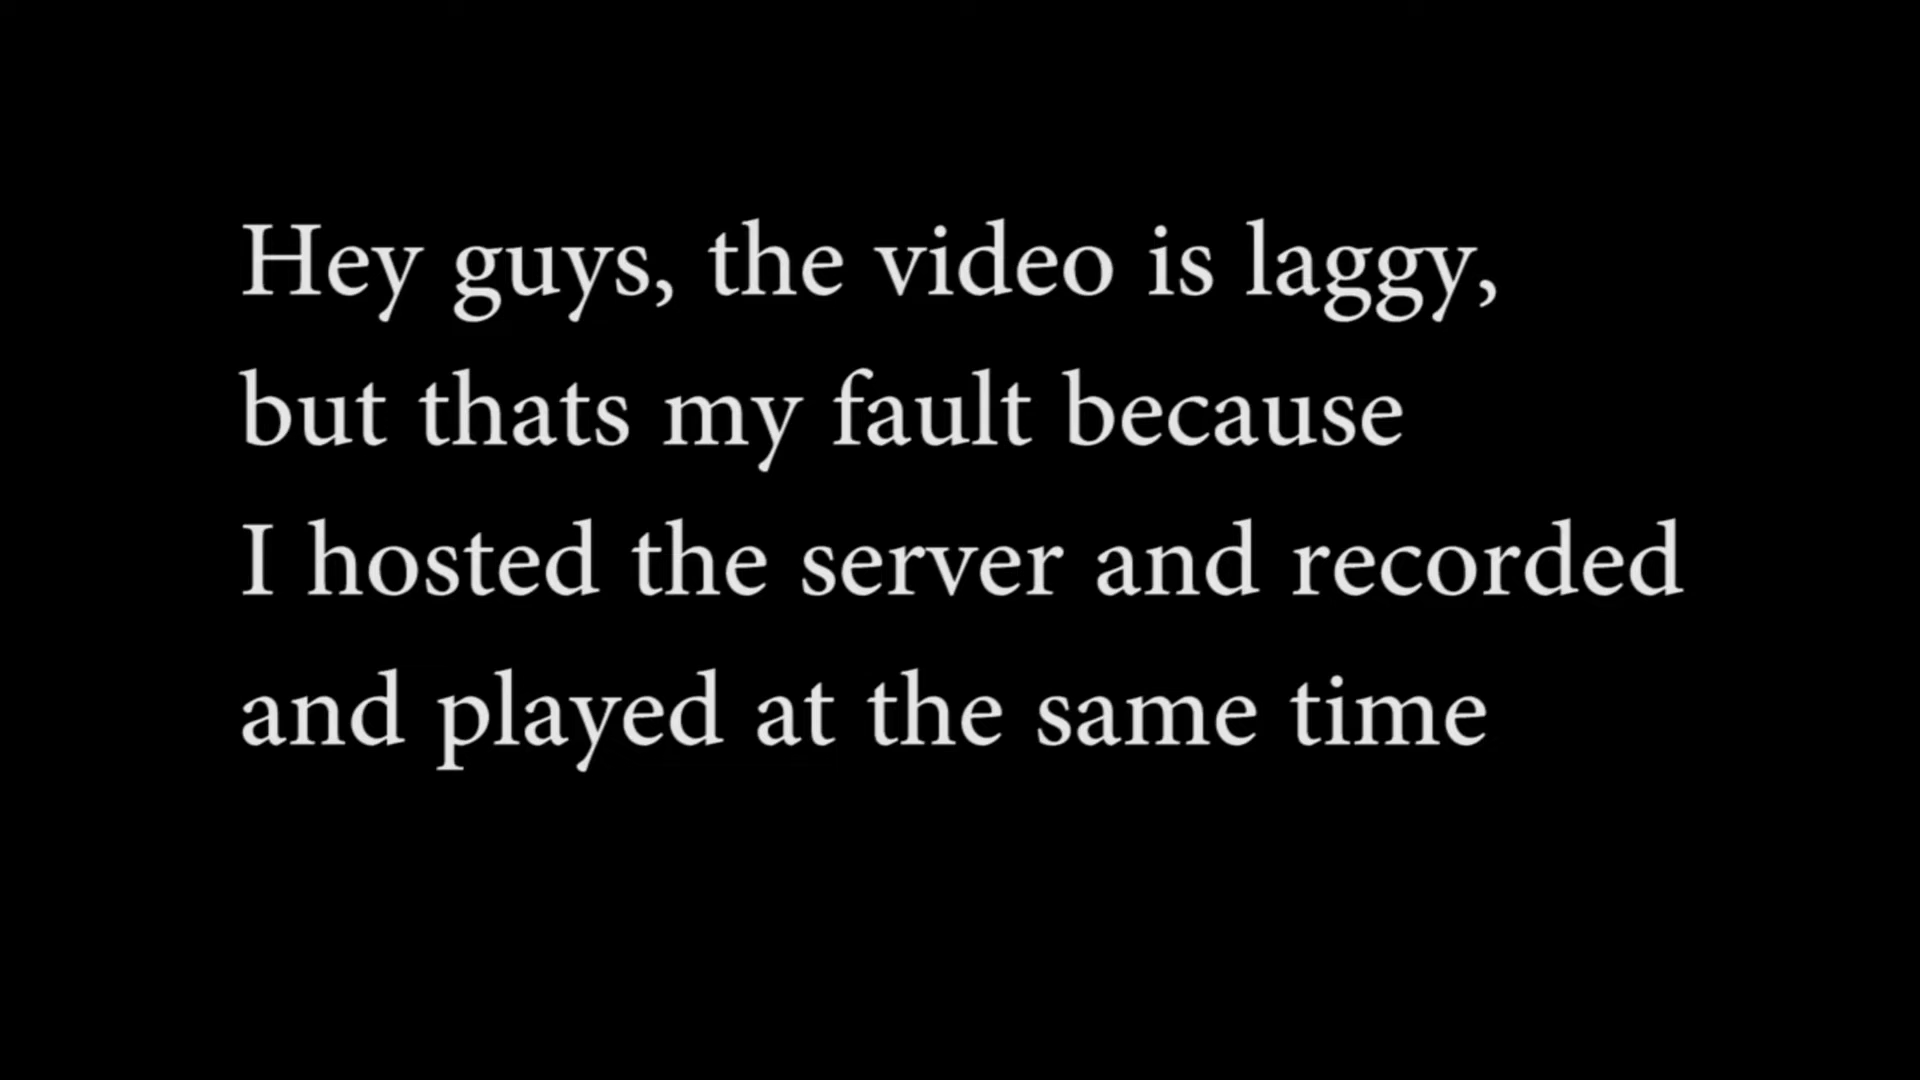 Hey guys, the video is laggy,
but thats my fault because
I hosted the server and recorded
and played at the same time